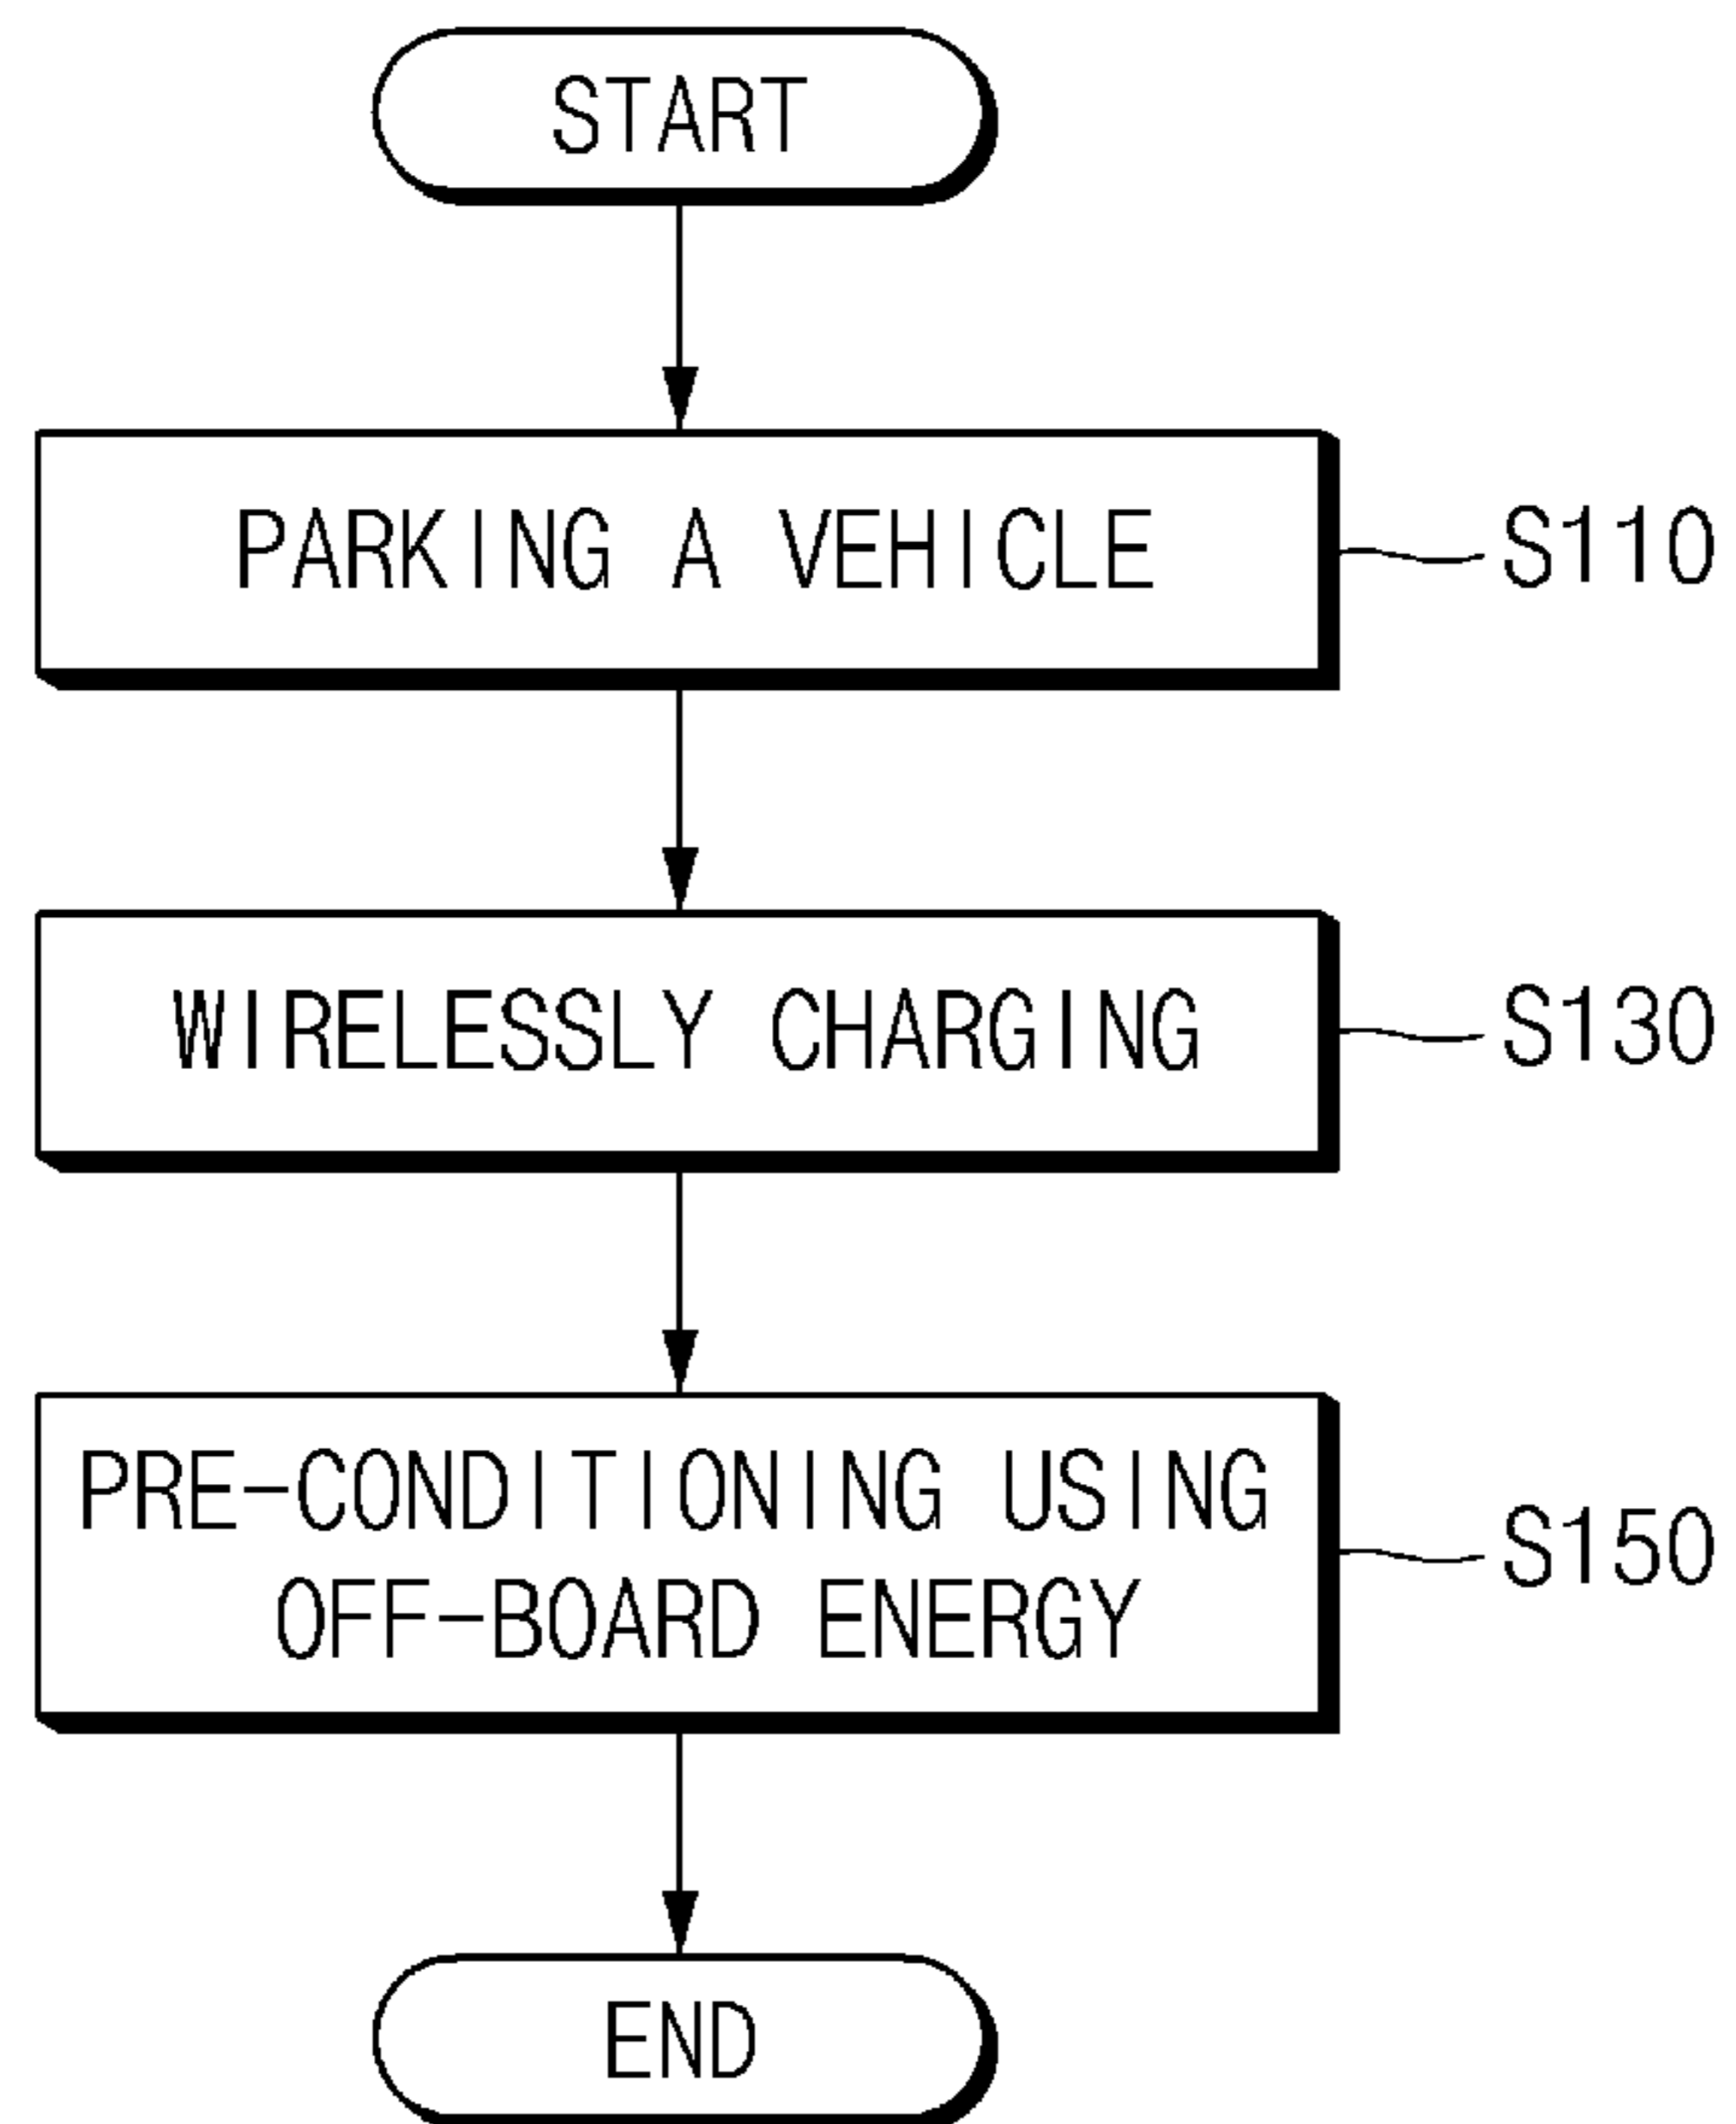 START
PARKING A VEHICLE
S110
WIRELESSLY CHARGING
S130
PRE-CONDITIONING USING
OFF-BOARD ENERGY
S150
END